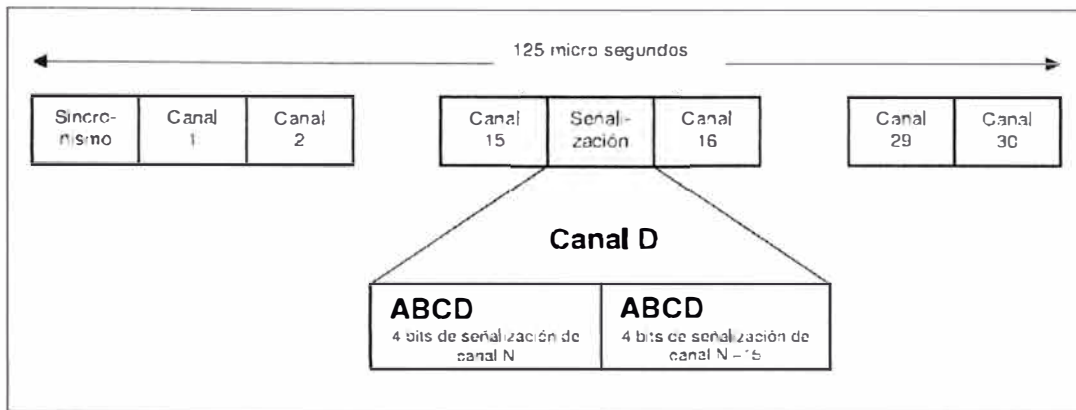 125 micro segundos
Sincro-
nismo
Canal
1
Canal
2
Canal
15
Señali-
zación
Canal
16
Canal
29
Canal
30
Canal D
ABCD
4 bits de señalización de
canal N
ABCD
4 bits de señalización de
canal N